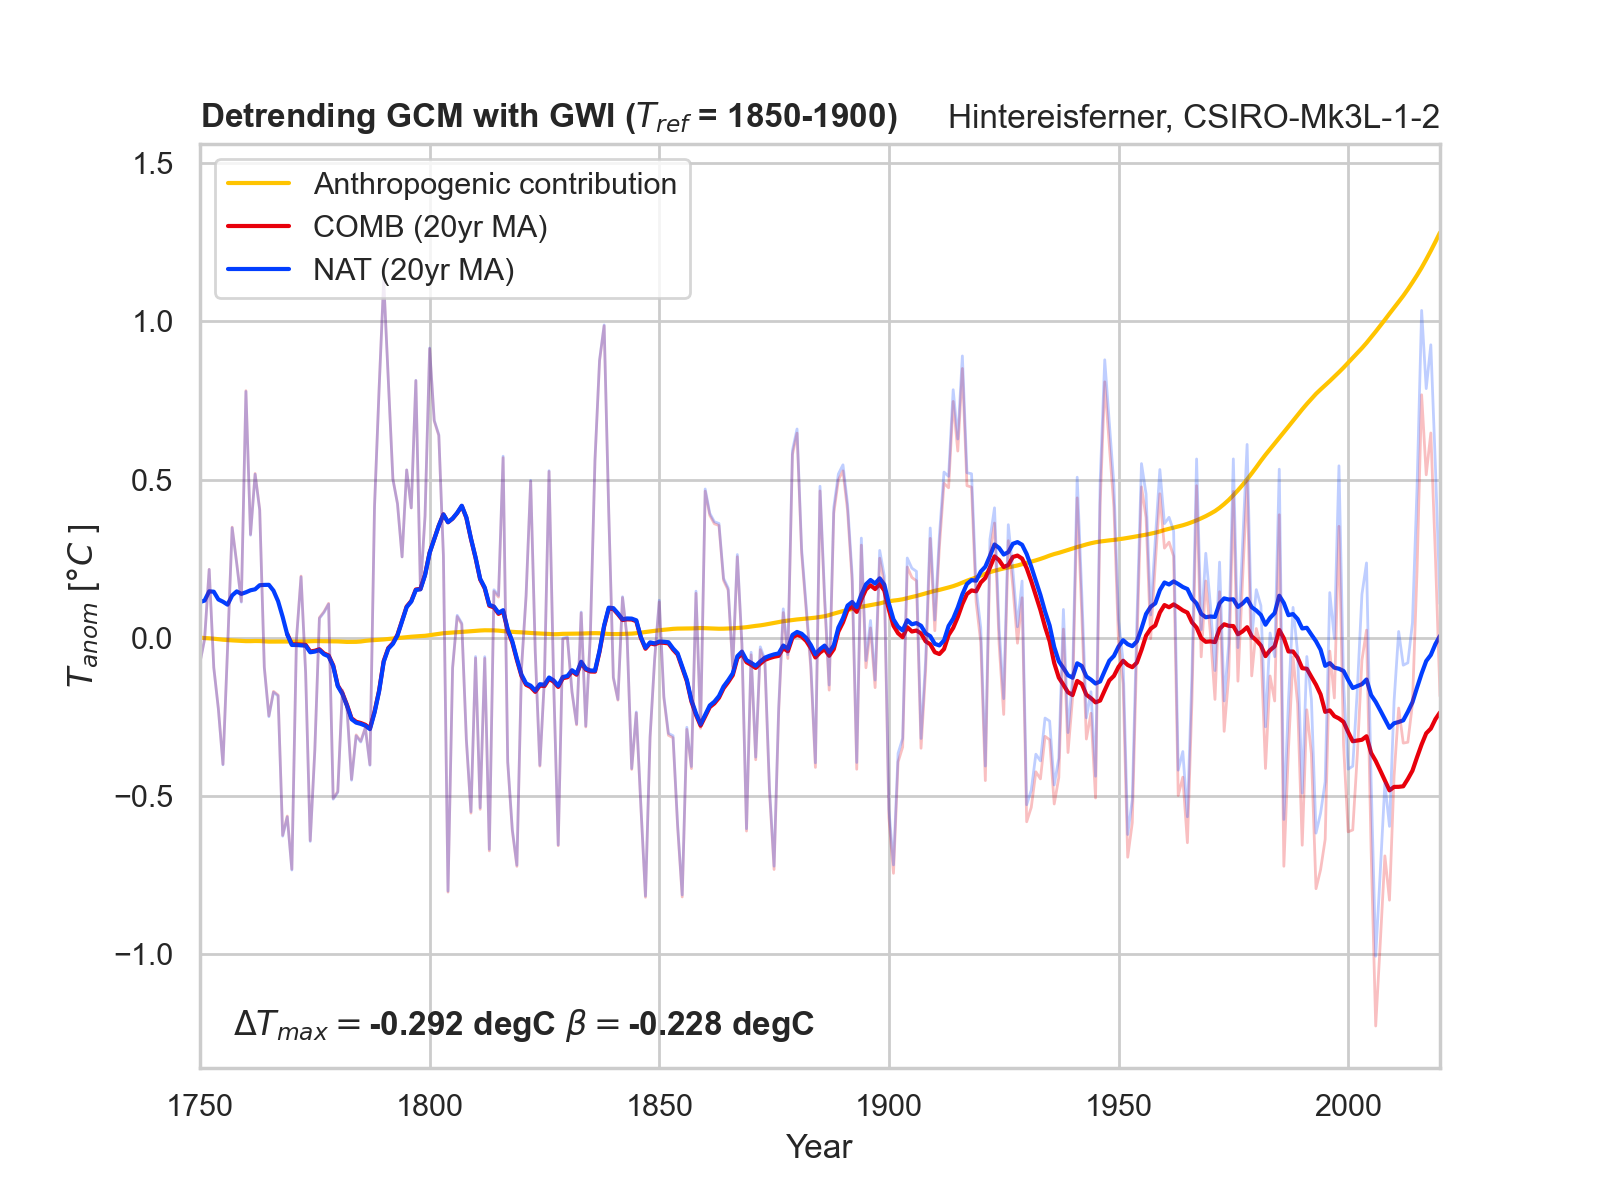 Detrending GCM with GWI (T_ref = 1850-1900) Hintereisferner, CSIRO-Mk3L-1-2
1.5
1.0
0.5
0.0
−0.5
−1.0
T_anom [°C ]
Anthropogenic contribution
COMB (20yr MA)
NAT (20yr MA)
ΔT_max = -0.292 degC β = -0.228 degC
1750 1800 1850 1900 1950 2000
Year